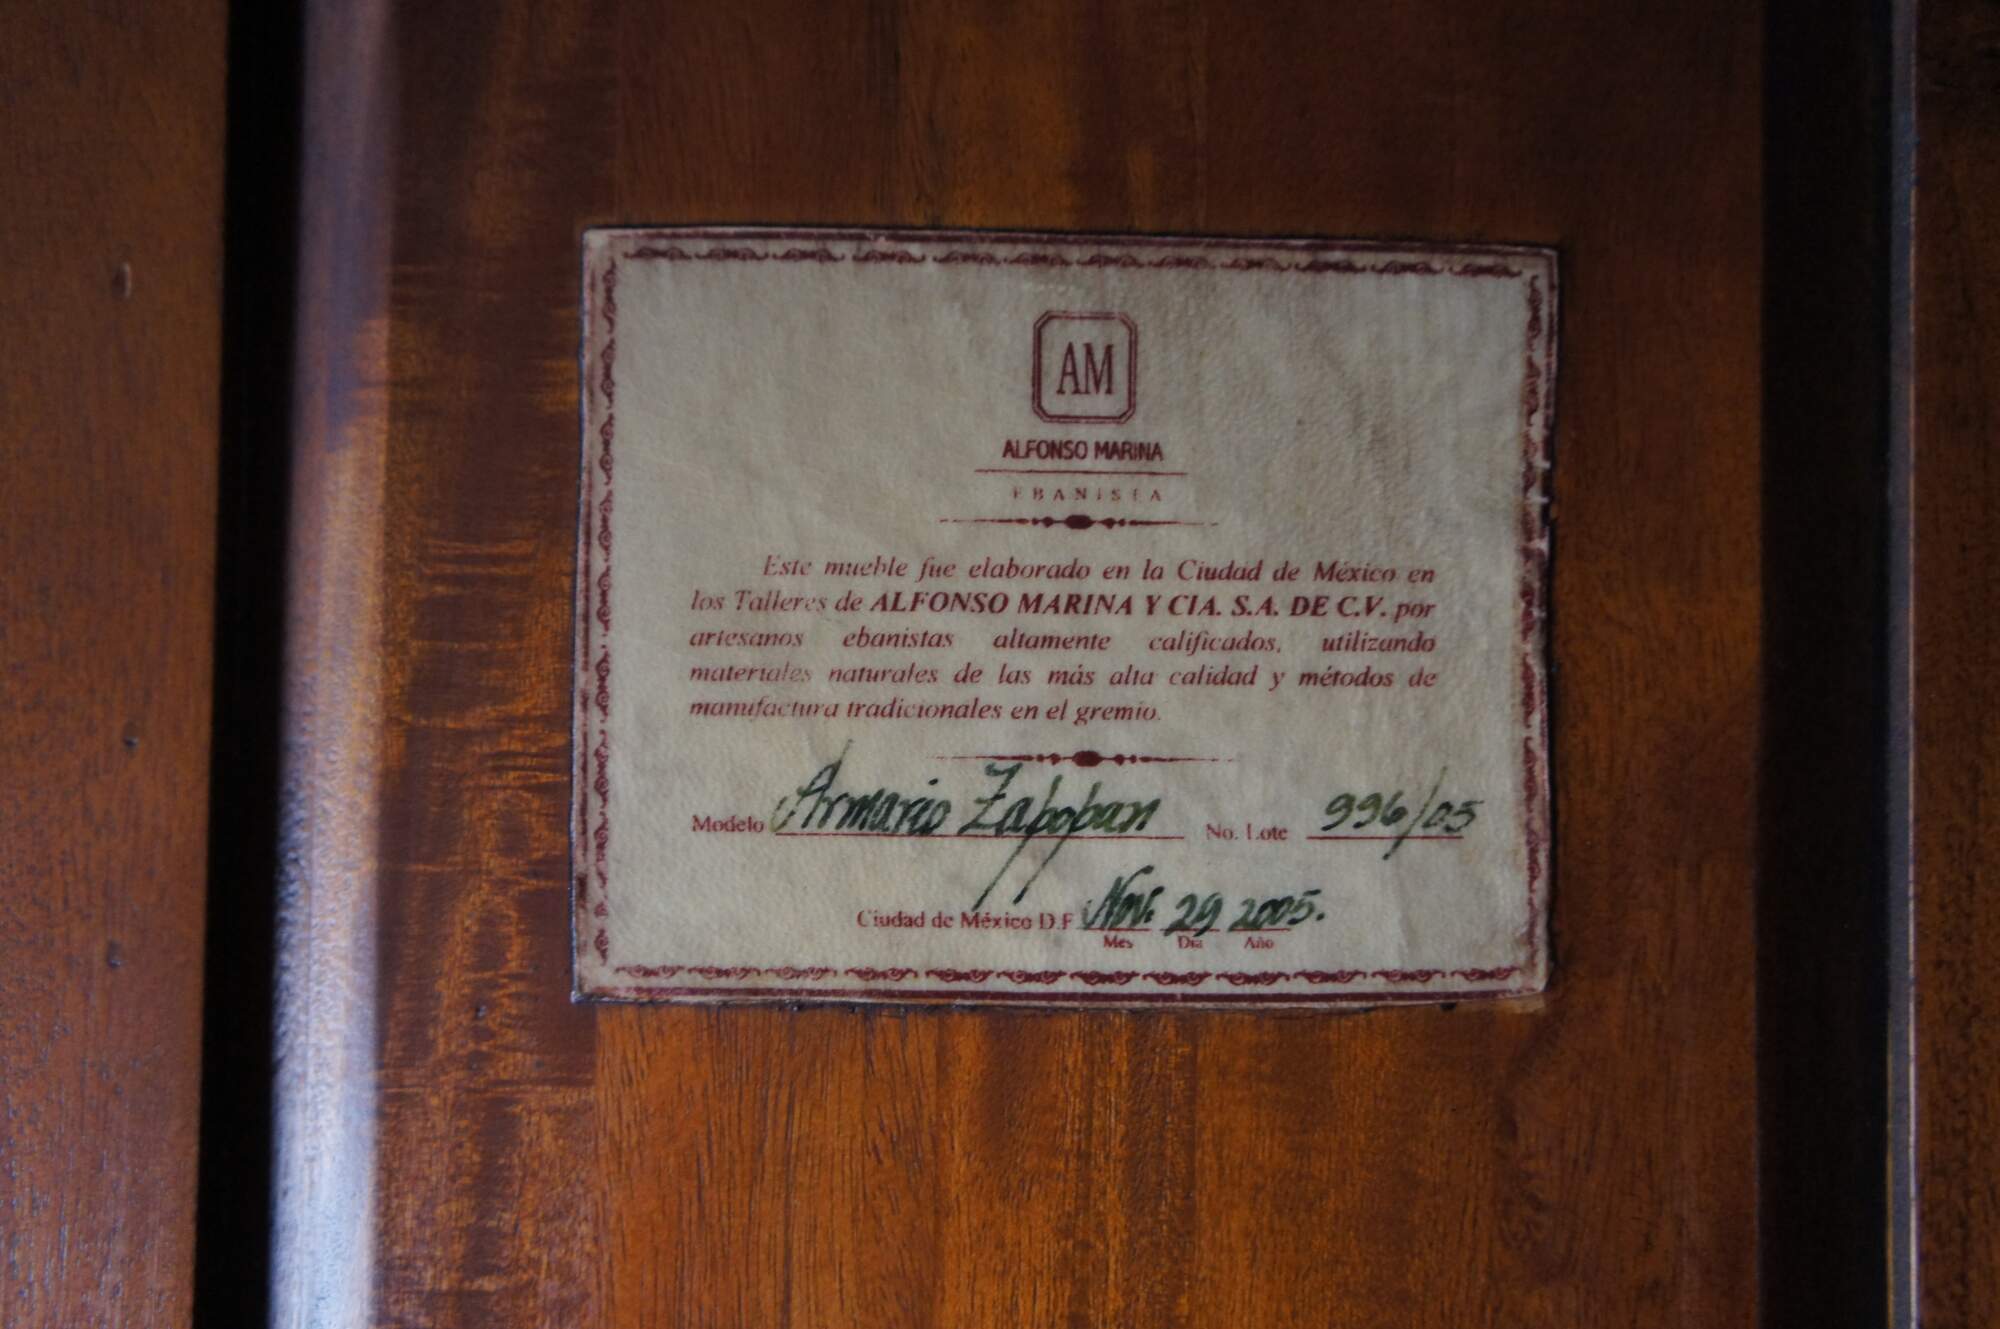 AM
ALFONSO MARINA
EBANISTA
Este mueble fue elaborado en la Ciudad de México en
los Talleres de ALFONSO MARINA Y CIA. S.A. DE C.V. por
artesanos ebanistas altamente calificados, utilizando
materiales naturales de las más alta calidad y métodos de
manufactura tradicionales en el gremio.
Modelo Armario Zapopan No. Lote 996/05
Ciudad de México D.F Nov. 29 2005.
Mes Dia Año